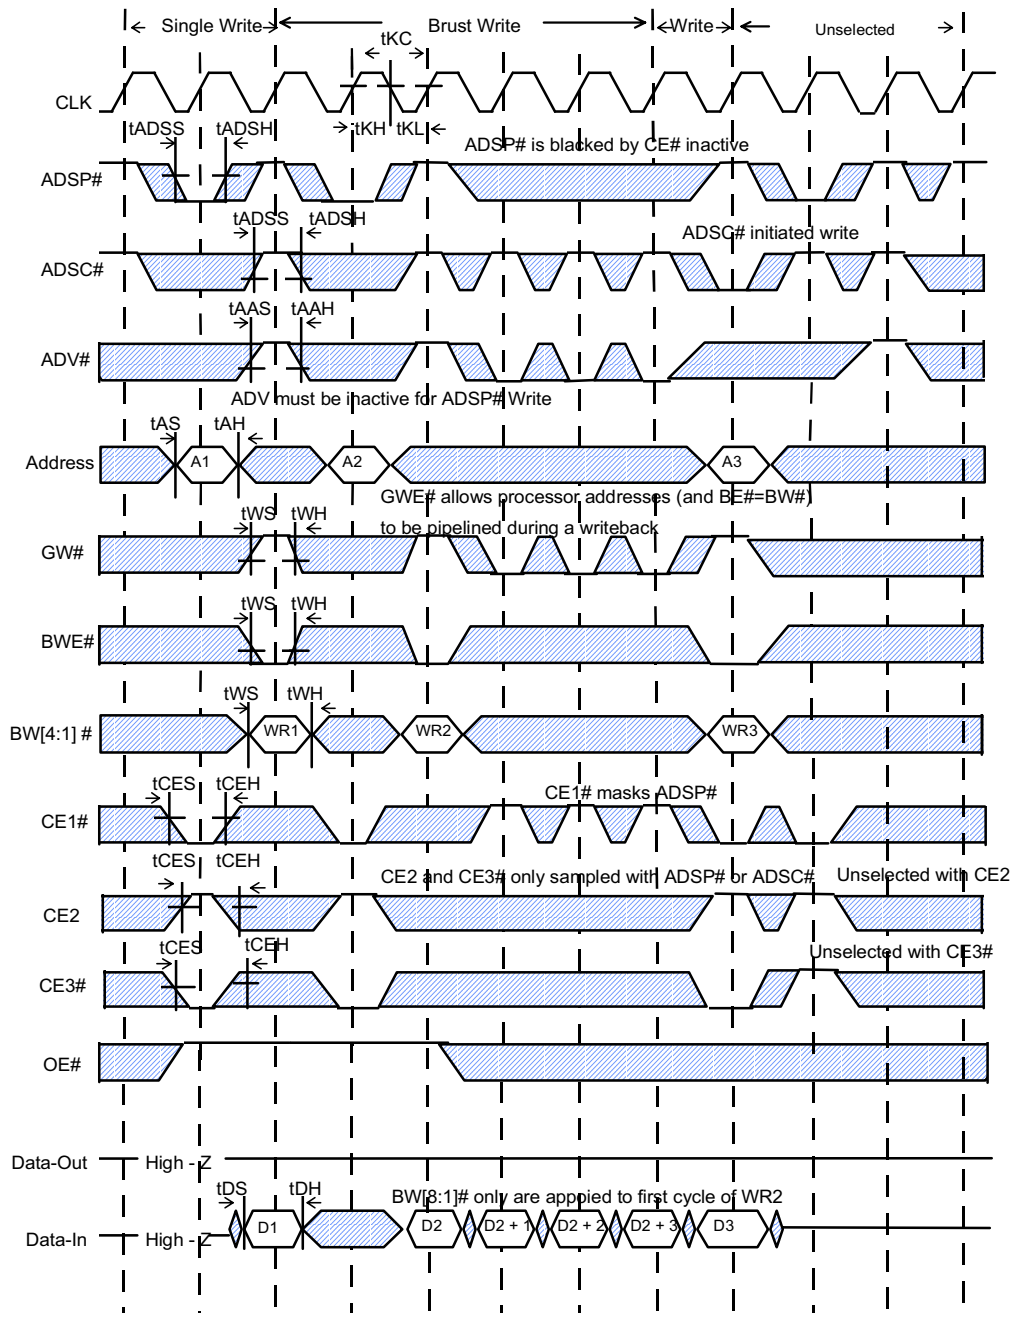 Single Write
Brust Write
Write
Unselected
tKC
CLK
tKH
tKL
tADSS
tADSH
ADSP# is blacked by CE# inactive
ADSP#
tADSS
tADSH
ADSC# initiated write
ADSC#
tAAS
tAAH
ADV#
ADV must be inactive for ADSP# Write
tAS
tAH
Address
A1
A2
A3
GWE# allows processor addresses (and BE#=BW#)
to be pipelined during a writeback
tWS
tWH
GW#
tWS
tWH
BWE#
tWS
tWH
BW[4:1] #
WR1
WR2
WR3
tCES
tCEH
CE1# masks ADSP#
CE1#
tCES
tCEH
CE2 and CE3# only sampled with ADSP# or ADSC#
Unselected with CE2
CE2
tCES
tCEH
Unselected with CE3#
CE3#
OE#
Data-Out
High - Z
tDS
tDH
BW[8:1]# only are appoied to first cycle of WR2
Data-In
High - Z
D1
D2
D2 + 1
D2 + 2
D2 + 3
D3